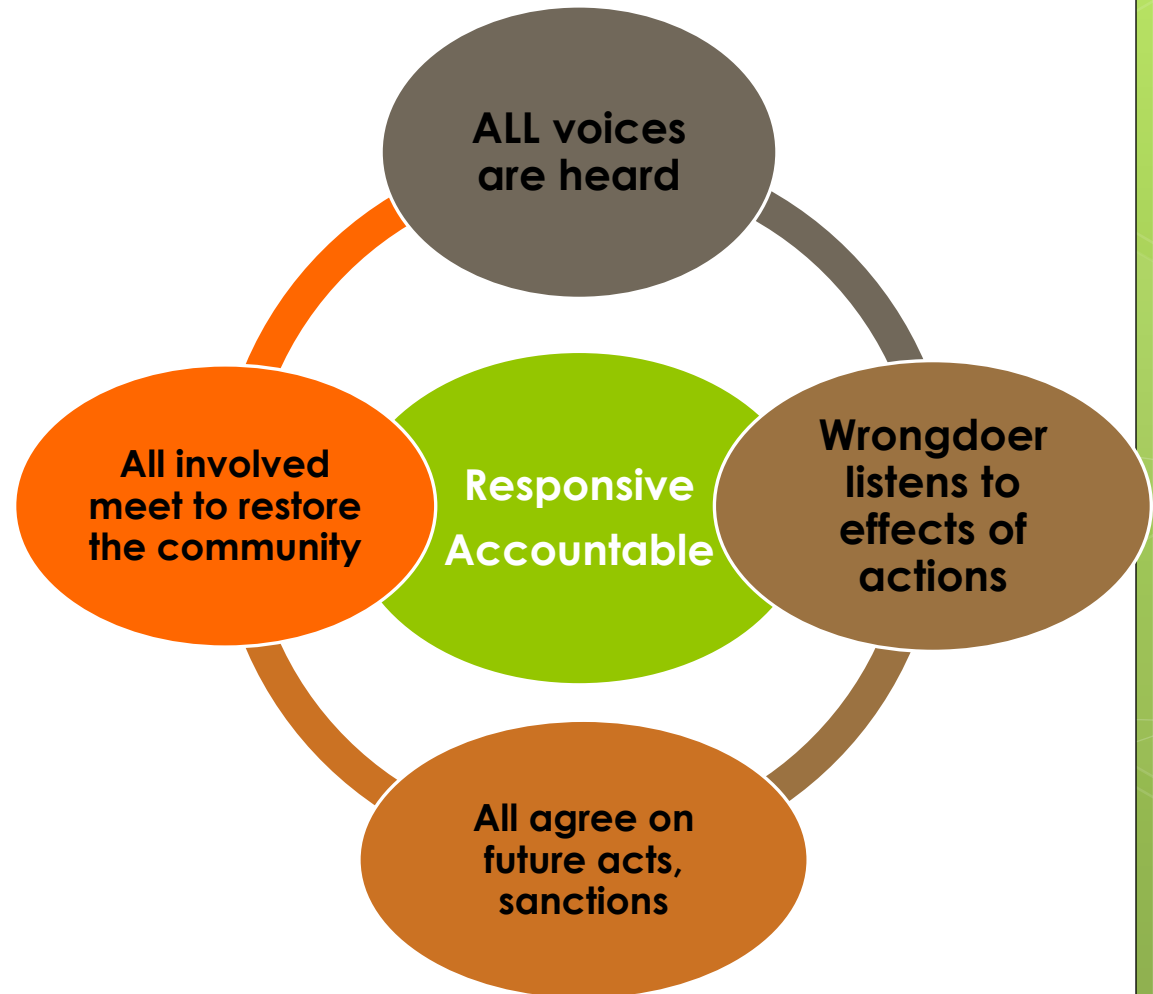 ALL voices
are heard
Wrongdoer
listens to
effects of
actions
All agree on
future acts,
sanctions
All involved
meet to restore
the community
Responsive
Accountable